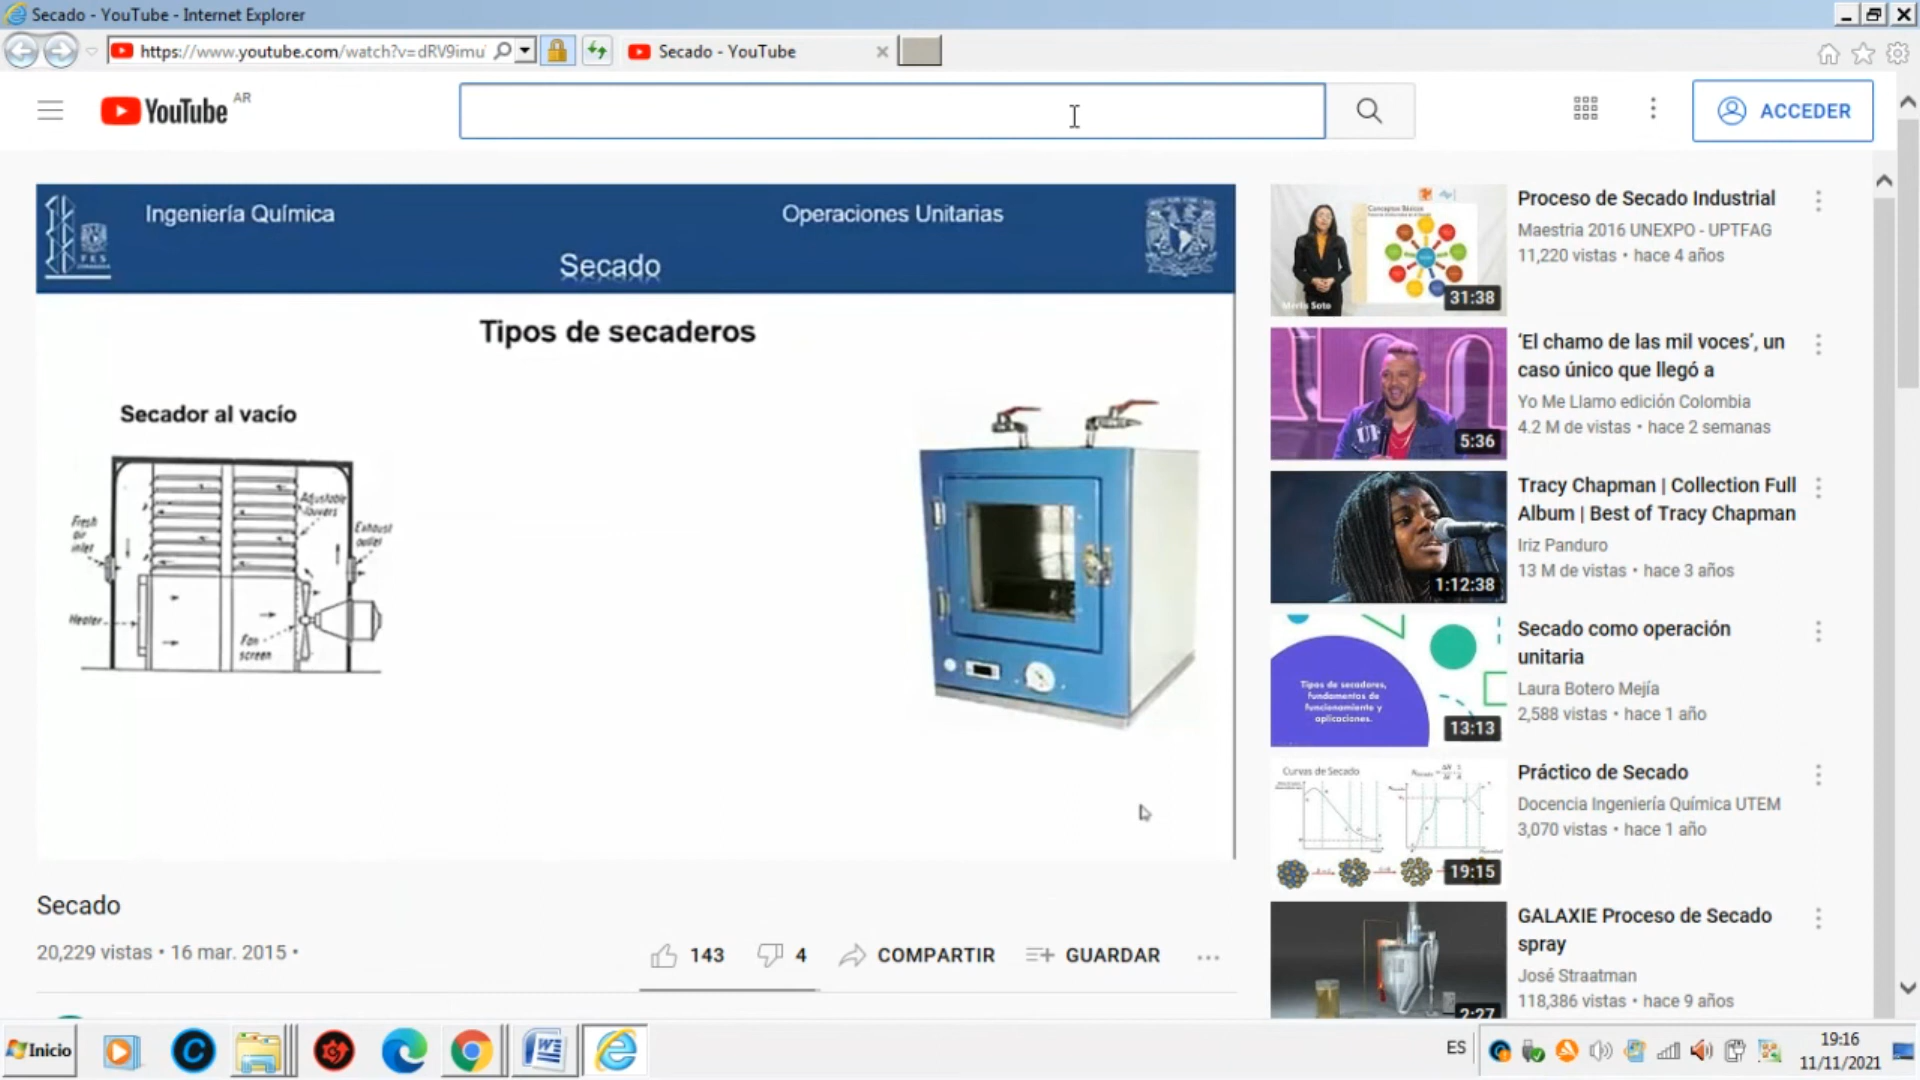 Secado - YouTube - Internet Explorer
https://www.youtube.com/watch?v=dRV9imu
Secado - YouTube
YouTube AR
ACCEDER
Ingeniería Química
Operaciones Unitarias
Secado
FES
Tipos de secaderos
Secador al vacío
Adjustable
louvers
Fresh
air
inlet
Exhaust
outlet
Heater
Fan
screen
Secado
20,229 vistas • 16 mar. 2015 •
143
4
COMPARTIR
GUARDAR
Conceptos Básicos
Merlis Soto
31:38
Proceso de Secado Industrial
Maestria 2016 UNEXPO - UPTFAG
11,220 vistas • hace 4 años
5:36
‘El chamo de las mil voces’, un
caso único que llegó a
Yo Me Llamo edición Colombia
4.2 M de vistas • hace 2 semanas
1:12:38
Tracy Chapman | Collection Full
Album | Best of Tracy Chapman
Iriz Panduro
13 M de vistas • hace 3 años
Tipos de secadores,
fundamentos de
funcionamiento y
aplicaciones.
13:13
Secado como operación
unitaria
Laura Botero Mejía
2,588 vistas • hace 1 año
Curvas de Secado
19:15
Práctico de Secado
Docencia Ingeniería Química UTEM
3,070 vistas • hace 1 año
2:27
GALAXIE Proceso de Secado
spray
José Straatman
118,386 vistas • hace 9 años
Inicio
ES
19:16
11/11/2021